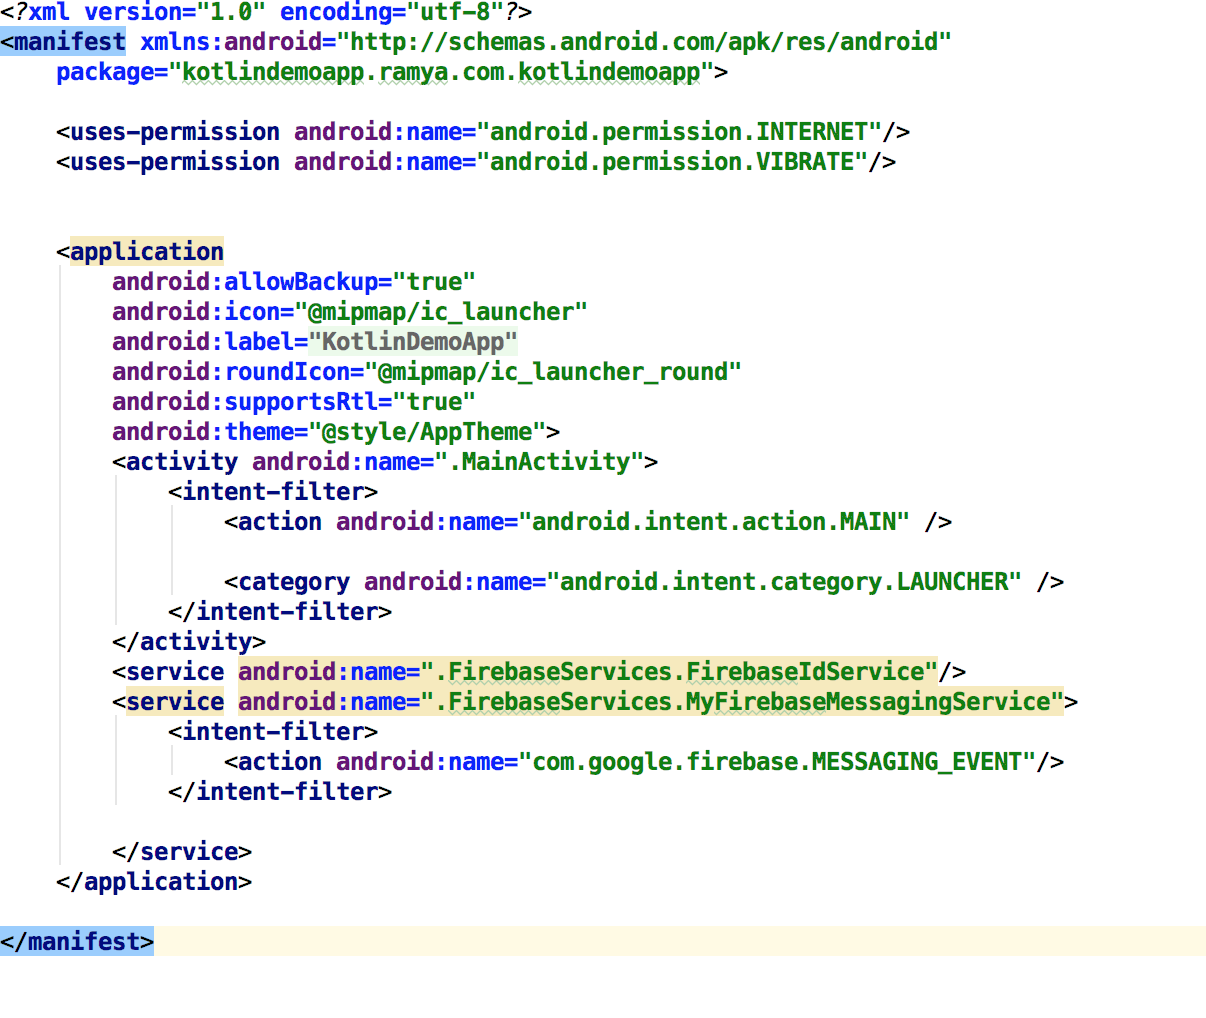 <?xml version="1.0" encoding="utf-8"?>
<manifest xmlns:android="http://schemas.android.com/apk/res/android"
    package="kotlindemoapp.ramya.com.kotlindemoapp">
    <uses-permission android:name="android.permission.INTERNET"/>
    <uses-permission android:name="android.permission.VIBRATE"/>
    <application
        android:allowBackup="true"
        android:icon="@mipmap/ic_launcher"
        android:label="KotlinDemoApp"
        android:roundIcon="@mipmap/ic_launcher_round"
        android:supportsRtl="true"
        android:theme="@style/AppTheme">
        <activity android:name=".MainActivity">
            <intent-filter>
                <action android:name="android.intent.action.MAIN" />
                <category android:name="android.intent.category.LAUNCHER" />
            </intent-filter>
        </activity>
        <service android:name=".FirebaseServices.FirebaseIdService"/>
        <service android:name=".FirebaseServices.MyFirebaseMessagingService">
            <intent-filter>
                <action android:name="com.google.firebase.MESSAGING_EVENT"/>
            </intent-filter>
        </service>
    </application>
</manifest>